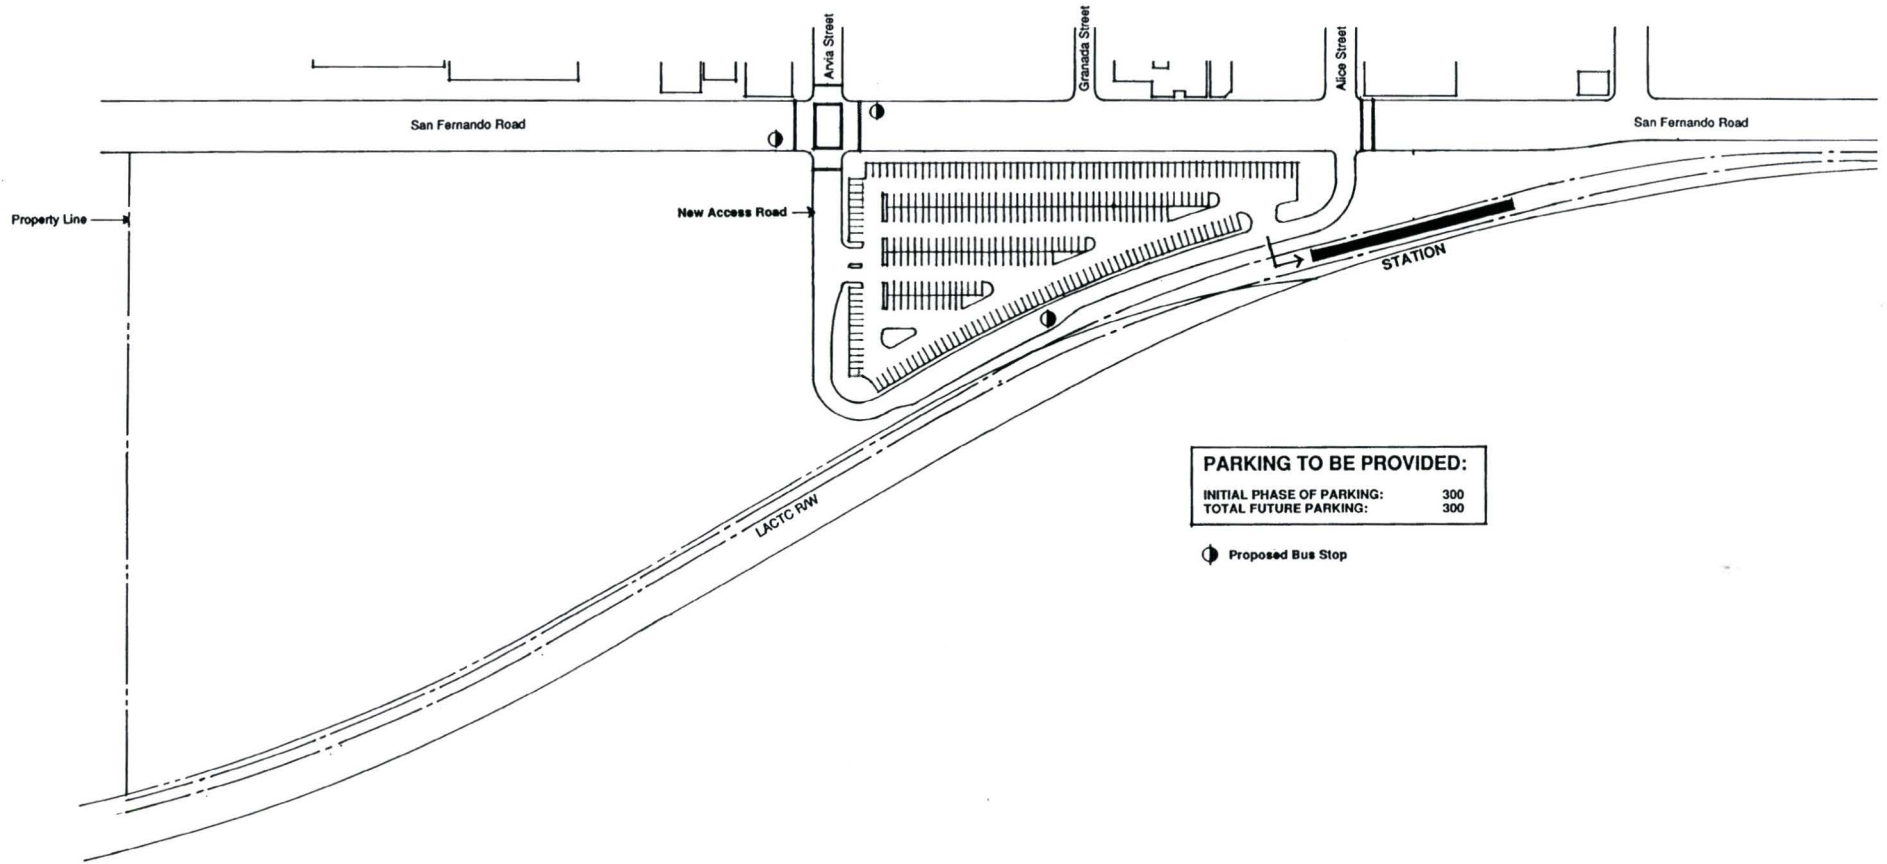 Arvia Street
Granada Street
Alice Street
San Fernando Road
San Fernando Road
Property Line
New Access Road
STATION
LACTC R/W
PARKING TO BE PROVIDED:
INITIAL PHASE OF PARKING: 300
TOTAL FUTURE PARKING: 300
Proposed Bus Stop